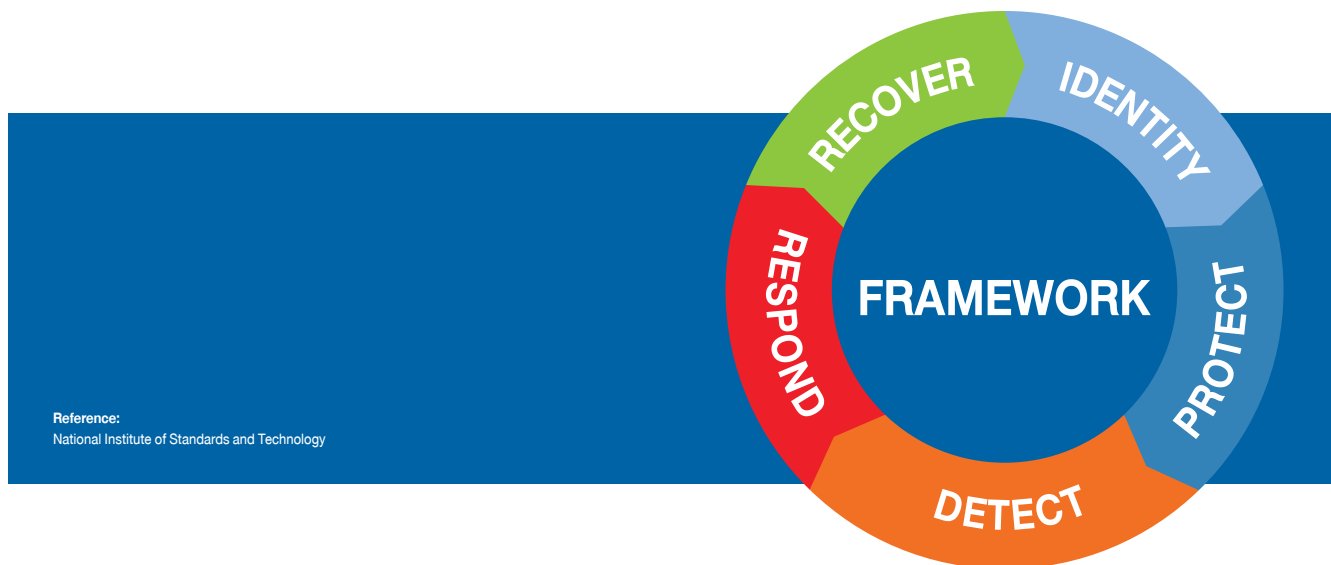 RECOVER
IDENTITY
PROTECT
DETECT
RESPOND
FRAMEWORK
Reference:
National Institute of Standards and Technology